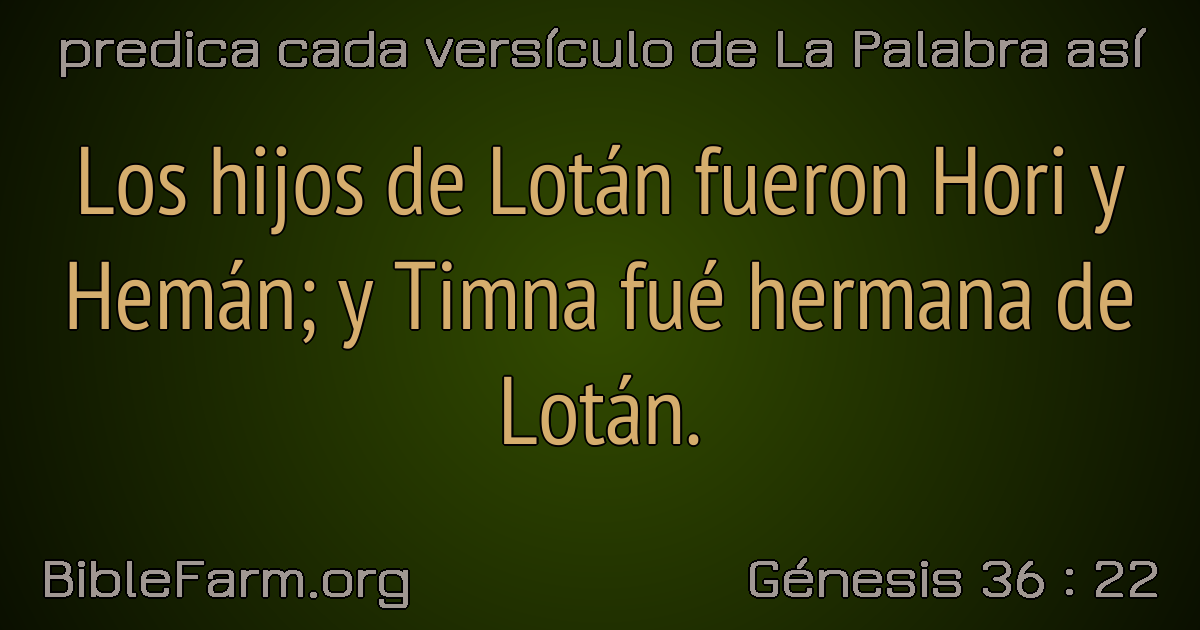 predica cada versículo de La Palabra así
Los hijos de Lotán fueron Hori y
Hemán; y Timna fué hermana de
Lotán.
BibleFarm.org
Génesis 36 : 22